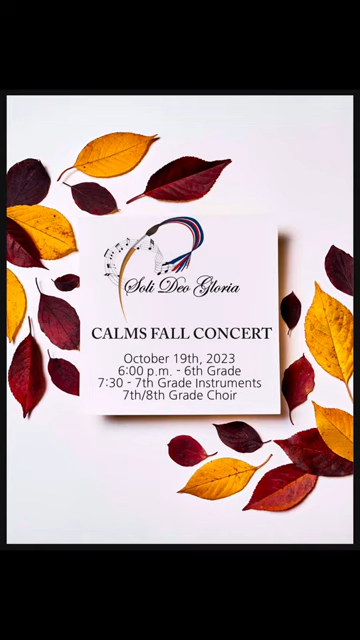 Soli Deo Gloria
CALMS FALL CONCERT
October 19th, 2023
6:00 p.m. - 6th Grade
7:30 - 7th Grade Instruments
7th/8th Grade Choir